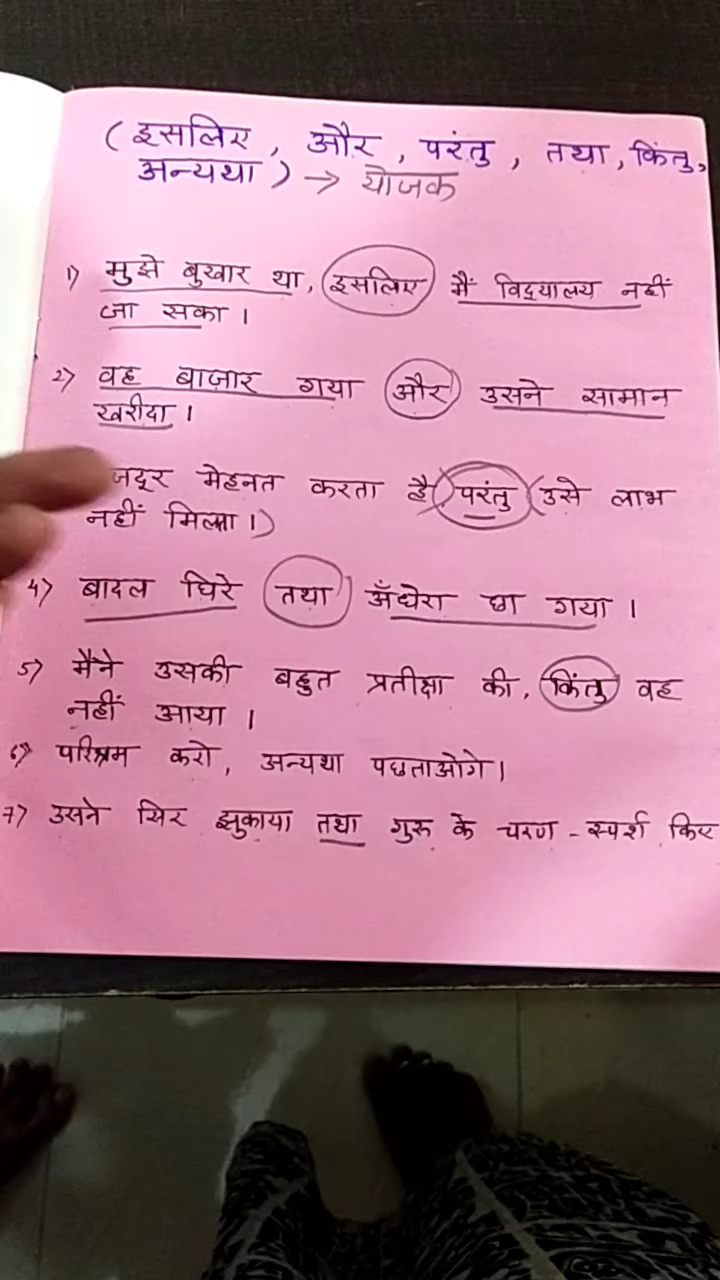 (इसलिए, और, परंतु, तथा, किंतु,
अन्यथा) → योजक
1) मुझे बुखार था, इसलिए मैं विद्यालय नहीं
जा सका।
2) वह बाज़ार गया और उसने सामान
खरीदा।
मेहनत करता है) परंतु (उसे लाभ
नहीं मिला।)
4) बादल घिरे तथा अँधेरा छा गया।
5) मैंने उसकी बहुत प्रतीक्षा की, किंतु वह
नहीं आया।
6) परिश्रम करो, अन्यथा पछताओगे।
7) उसने सिर झुकाया तथा गुरु के चरण-स्पर्श किए